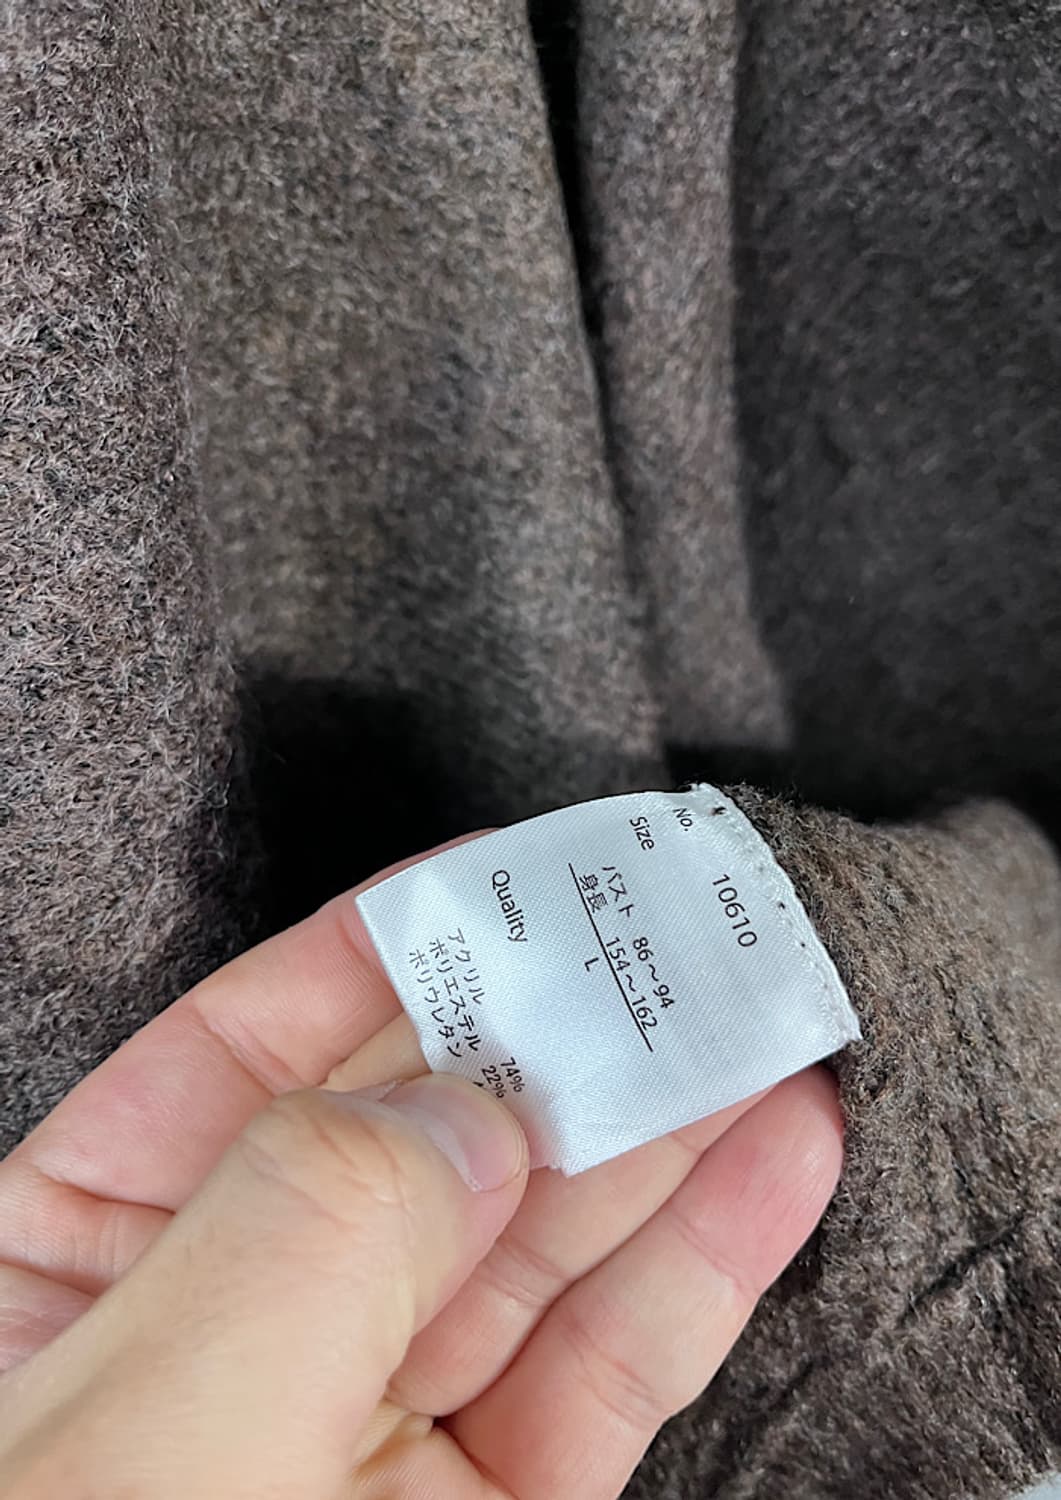 No. 10610
Size
バスト 86～94
身長 154～162
L
Quality
アクリル 74%
ポリエステル 22%
ポリウレタン